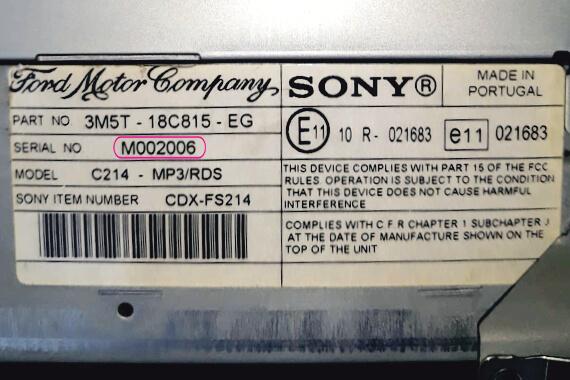 Ford Motor Company
PART NO. 3M5T - 18C815 - EG
SERIAL NO M002006
MODEL C214 - MP3/RDS
SONY ITEM NUMBER CDX-FS214
SONY®
MADE IN
PORTUGAL
E11 10 R - 021683 e11 021683
THIS DEVICE COMPLIES WITH PART 15 OF THE FCC
RULES. OPERATION IS SUBJECT TO THE CONDITION
THAT THIS DEVICE DOES NOT CAUSE HARMFUL
INTERFERENCE
COMPLIES WITH C F R CHAPTER 1 SUBCHAPTER J
AT THE DATE OF MANUFACTURE SHOWN ON THE
TOP OF THE UNIT